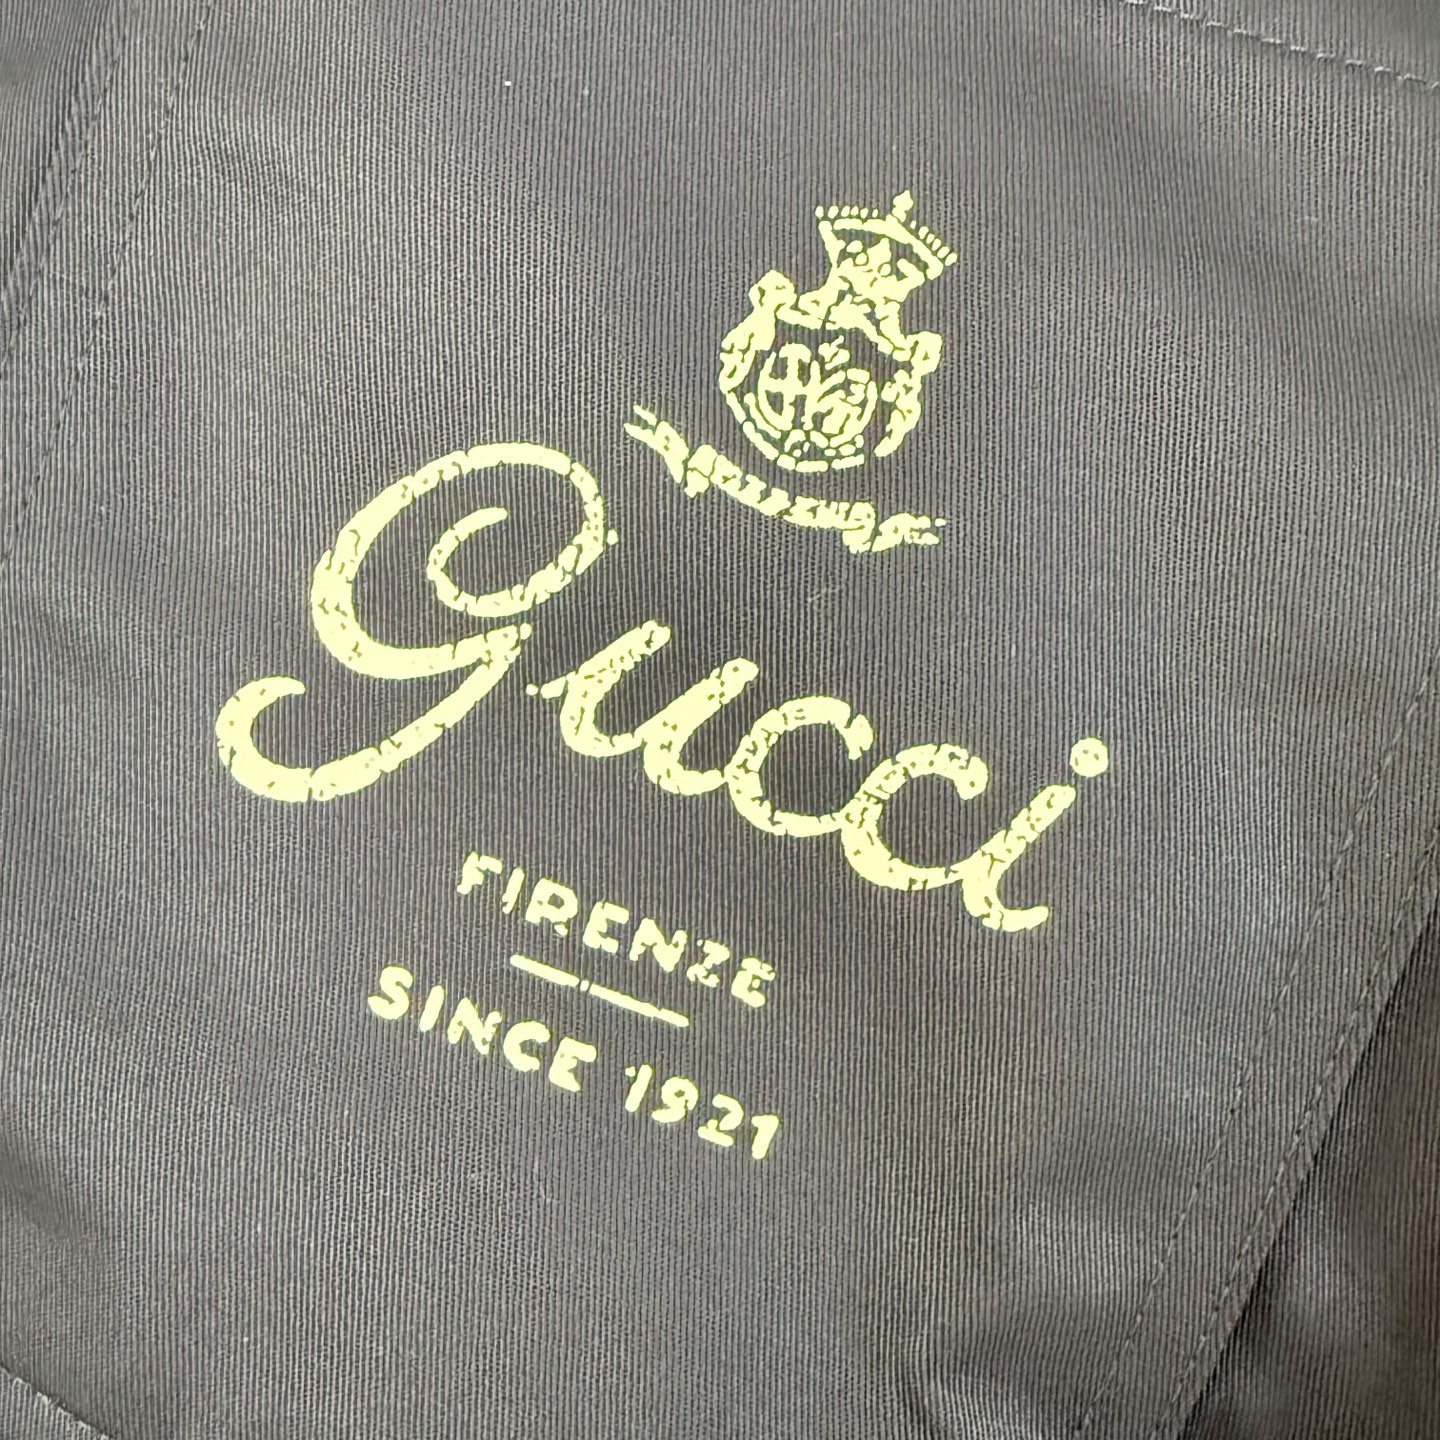 Gucci
FIRENZE
SINCE 1921